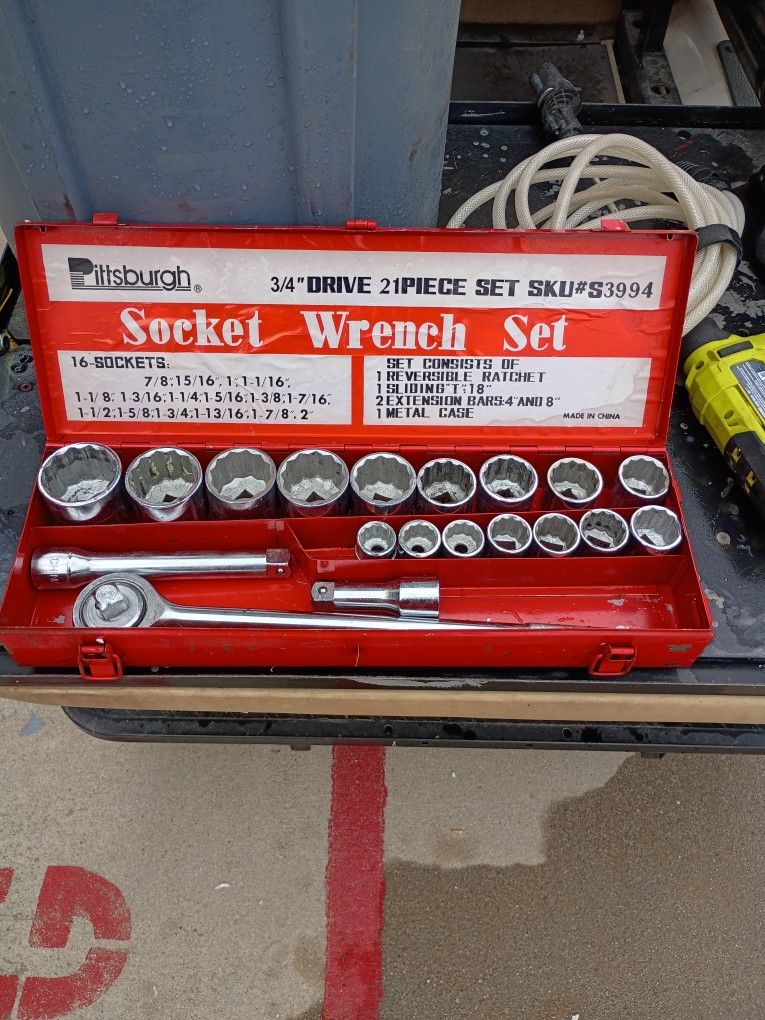 Pittsburgh®
3/4" DRIVE 21PIECE SET SKU#S3994
Socket Wrench Set
16-SOCKETS:
7/8",15/16",1",1-1/16",
1-1/8",1-3/16",1-1/4",1-5/16",1-3/8",1-7/16",
1-1/2",1-5/8",1-3/4",1-13/16",1-7/8",2"
SET CONSISTS OF
1 REVERSIBLE RATCHET
1 SLIDING"T":18"
2 EXTENSION BARS:4"AND 8"
1 METAL CASE
MADE IN CHINA